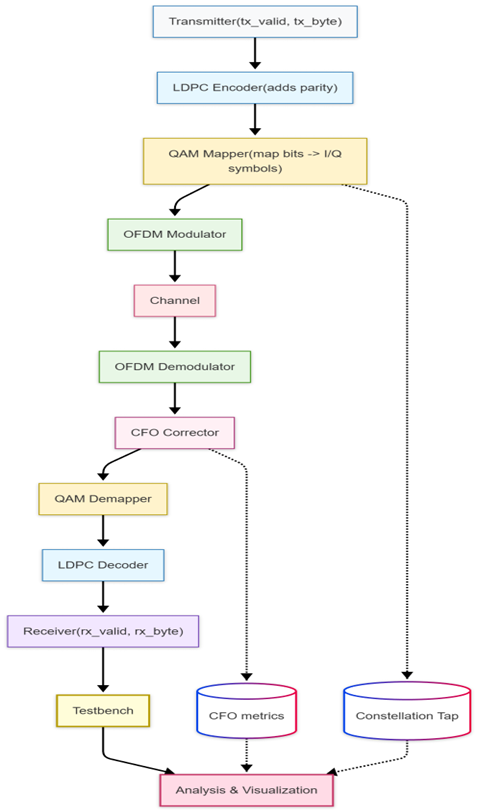 Transmitter(tx_valid, tx_byte)
LDPC Encoder(adds parity)
QAM Mapper(map bits -> I/Q
symbols)
OFDM Modulator
Channel
OFDM Demodulator
CFO Corrector
QAM Demapper
LDPC Decoder
Receiver(rx_valid, rx_byte)
Testbench
CFO metrics
Constellation Tap
Analysis & Visualization